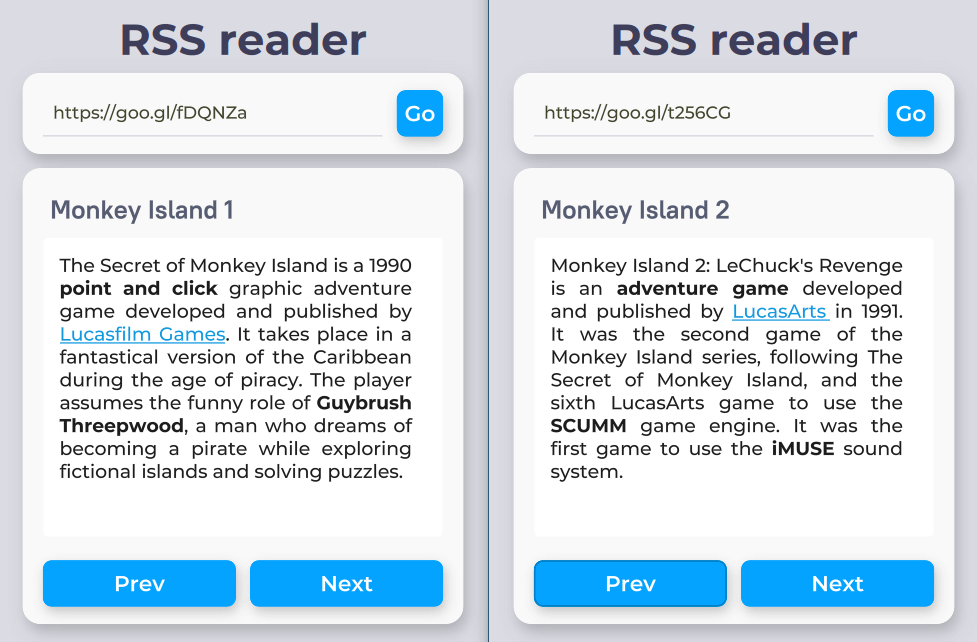 RSS reader
https://goo.gl/fDQNZa
Go
Monkey Island 1
The Secret of Monkey Island is a 1990
point and click graphic adventure
game developed and published by
Lucasfilm Games. It takes place in a
fantastical version of the Caribbean
during the age of piracy. The player
assumes the funny role of Guybrush
Threepwood, a man who dreams of
becoming a pirate while exploring
fictional islands and solving puzzles.
Prev
Next
RSS reader
https://goo.gl/t256CG
Go
Monkey Island 2
Monkey Island 2: LeChuck's Revenge
is an adventure game developed
and published by LucasArts in 1991.
It was the second game of the
Monkey Island series, following The
Secret of Monkey Island, and the
sixth LucasArts game to use the
SCUMM game engine. It was the
first game to use the iMUSE sound
system.
Prev
Next